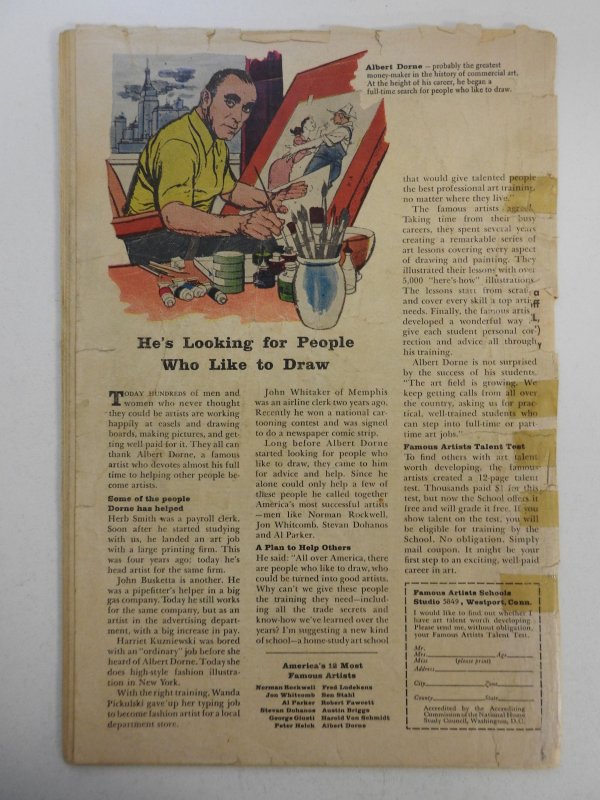 Albert Dorne – probably the greatest
money-maker in the history of commercial art.
At the height of his career, he began a
full-time search for people who like to draw.
He's Looking for People
Who Like to Draw
TODAY HUNDREDS of men and
women who never thought
they could be artists are working
happily at easels and drawing
boards, making pictures, and get-
ting well paid for it. They all can
thank Albert Dorne, a famous
artist who devotes almost his full
time to helping other people be-
come artists.
Some of the people
Dorne has helped
Herb Smith was a payroll clerk.
Soon after he started studying
with us, he landed an art job
with a large printing firm. This
was four years ago: today he's
head artist for the same firm.
John Busketta is another. He
was a pipefitter's helper in a big
gas company. Today he still works
for the same company, but as an
artist in the advertising depart-
ment, with a big increase in pay.
Harriet Kuzniewski was bored
with an "ordinary" job before she
heard of Albert Dorne. Today she
does high-style fashion illustra-
tion in New York.
With the right training, Wanda
Pickulski gave up her typing job
to become fashion artist for a local
department store.
John Whitaker of Memphis
was an airline clerk two years ago.
Recently he won a national car-
tooning contest and was signed
to do a newspaper comic strip.
Long before Albert Dorne
started looking for people who
like to draw, they came to him
for advice and help. Since he
alone could only help a few of
these people he called together
America's most successful artists
—men like Norman Rockwell,
Jon Whitcomb, Stevan Dohanos
and Al Parker.
A Plan to Help Others
He said: "All over America, there
are people who like to draw, who
could be turned into good artists.
Why can't we give these people
the training they need—includ-
ing all the trade secrets and
know-how we've learned over the
years? I'm suggesting a new kind
of school—a home-study art school
America's 12 Most
Famous Artists
Norman Rockwell Fred Ludekens
Jon Whitcomb Ben Stahl
Al Parker Robert Fawcett
Stevan Dohanos Austin Briggs
George Giusti Harold Von Schmidt
Peter Helck Albert Dorne
that would give talented people
the best professional art training,
no matter where they live."
The famous artists agreed.
Taking time from their busy
careers, they spent several years
creating a remarkable series of
art lessons covering every aspect
of drawing and painting. They
illustrated their lessons with over
5,000 "here's-how" illustrations.
The lessons start from
and cover every skill a top
needs. Finally, the famous
developed a wonderful way
give each student personal cor-
rection and advice all through
his training.
Albert Dorne is not surprised
by the success of his students.
"The art field is growing. We
keep getting calls from all over
the country, asking us for prac-
tical, well-trained students who
can step into full-time or part-
time art jobs."
Famous Artists Talent Test
To find others with art talent
worth developing, the famous
artists created a 12-page talent
test. Thousands paid $1 for this
test, but now the School offers it
free and will grade it free. If you
show talent on the test, you will
be eligible for training by the
School. No obligation. Simply
mail coupon. It might be your
first step to an exciting, well-paid
career in art.
Famous Artists Schools
Studio 5849, Westport, Conn.
I would like to find out whether I
have art talent worth developing.
Please send me, without obligation,
your Famous Artists Talent Test.
Mr.
Mrs. Age
Miss (please print)
Address
City Zone
County State
Accredited by the Accrediting
Commission of the National Home
Study Council, Washington, D.C.